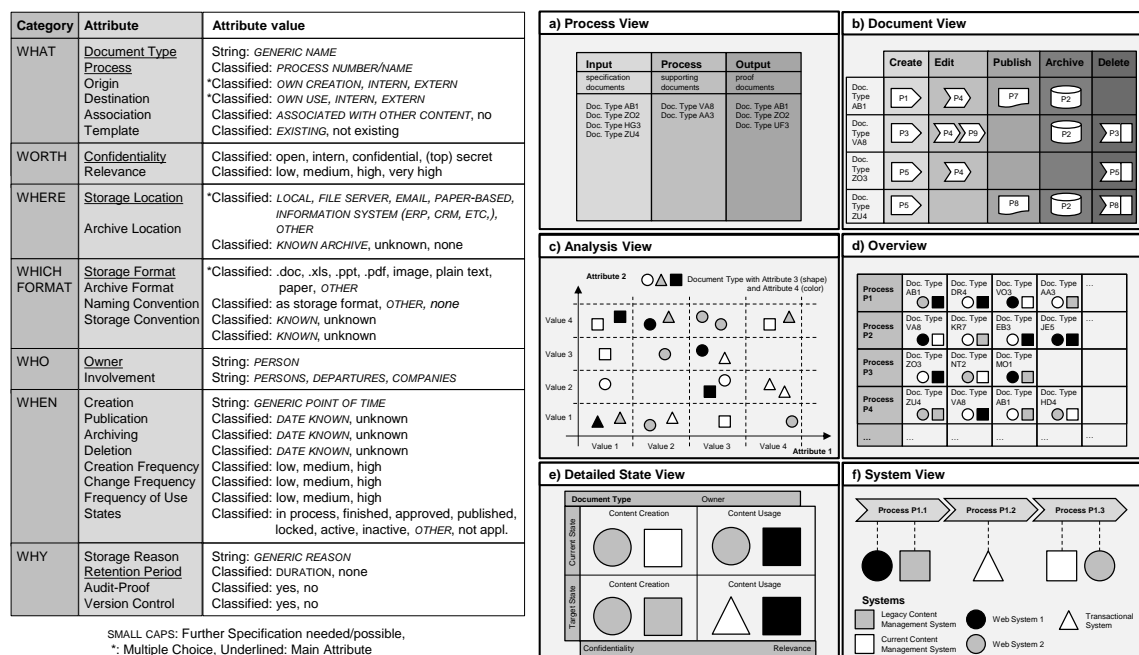 Category Attribute Attribute value
WHAT Document Type String: GENERIC NAME
Process Classified: PROCESS NUMBER/NAME
Origin *Classified: OWN CREATION, INTERN, EXTERN
Destination *Classified: OWN USE, INTERN, EXTERN
Association Classified: ASSOCIATED WITH OTHER CONTENT, no
Template Classified: EXISTING, not existing
WORTH Confidentiality Classified: open, intern, confidential, (top) secret
Relevance Classified: low, medium, high, very high
WHERE Storage Location *Classified: LOCAL, FILE SERVER, EMAIL, PAPER-BASED,
INFORMATION SYSTEM (ERP, CRM, ETC,),
Archive Location OTHER
Classified: KNOWN ARCHIVE, unknown, none
WHICH Storage Format *Classified: .doc, .xls, .ppt, .pdf, image, plain text,
FORMAT Archive Format paper, OTHER
Naming Convention Classified: as storage format, OTHER, none
Storage Convention Classified: KNOWN, unknown
Classified: KNOWN, unknown
WHO Owner String: PERSON
Involvement String: PERSONS, DEPARTURES, COMPANIES
WHEN Creation String: GENERIC POINT OF TIME
Publication Classified: DATE KNOWN, unknown
Archiving Classified: DATE KNOWN, unknown
Deletion Classified: DATE KNOWN, unknown
Creation Frequency Classified: low, medium, high
Change Frequency Classified: low, medium, high
Frequency of Use Classified: low, medium, high
States Classified: in process, finished, approved, published,
locked, active, inactive, OTHER, not appl.
WHY Storage Reason String: GENERIC REASON
Retention Period Classified: DURATION, none
Audit-Proof Classified: yes, no
Version Control Classified: yes, no
SMALL CAPS: Further Specification needed/possible,
*: Multiple Choice, Underlined: Main Attribute
a) Process View
Input Process Output
specification supporting proof
documents documents documents
Doc. Type AB1 Doc. Type VA8 Doc. Type AB1
Doc. Type ZO2 Doc. Type AA3 Doc. Type ZO2
Doc. Type HG3 Doc. Type UF3
Doc. Type ZU4
b) Document View
Create Edit Publish Archive Delete
Doc.
Type
AB1
P1 P4 P7 P2
Doc.
Type
VA8
P3 P4 P9 P2 P3
Doc.
Type
ZO3
P5 P4 P5
Doc.
Type
ZU4
P5 P8 P2 P8
c) Analysis View
Attribute 2
Document Type with Attribute 3 (shape)
and Attribute 4 (color)
Value 4
Value 3
Value 2
Value 1
Value 1 Value 2 Value 3 Value 4 Attribute 1
d) Overview
Process P1 Doc. Type AB1 Doc. Type DR4 Doc. Type VO3 Doc. Type AA3 ...
Process P2 Doc. Type VA8 Doc. Type KR7 Doc. Type EB3 Doc. Type JE5 ...
Process P3 Doc. Type ZO3 Doc. Type NT2 Doc. Type MO1 ...
Process P4 Doc. Type ZU4 Doc. Type VA8 Doc. Type AB1 Doc. Type HD4 ...
... ... ... ... ... ...
e) Detailed State View
Document Type Owner
Current State
Content Creation Content Usage
Target State
Content Creation Content Usage
Confidentiality Relevance
f) System View
Process P1.1 Process P1.2 Process P1.3
Systems
Legacy Content
Management System
Web System 1
Transactional
System
Current Content
Management System
Web System 2